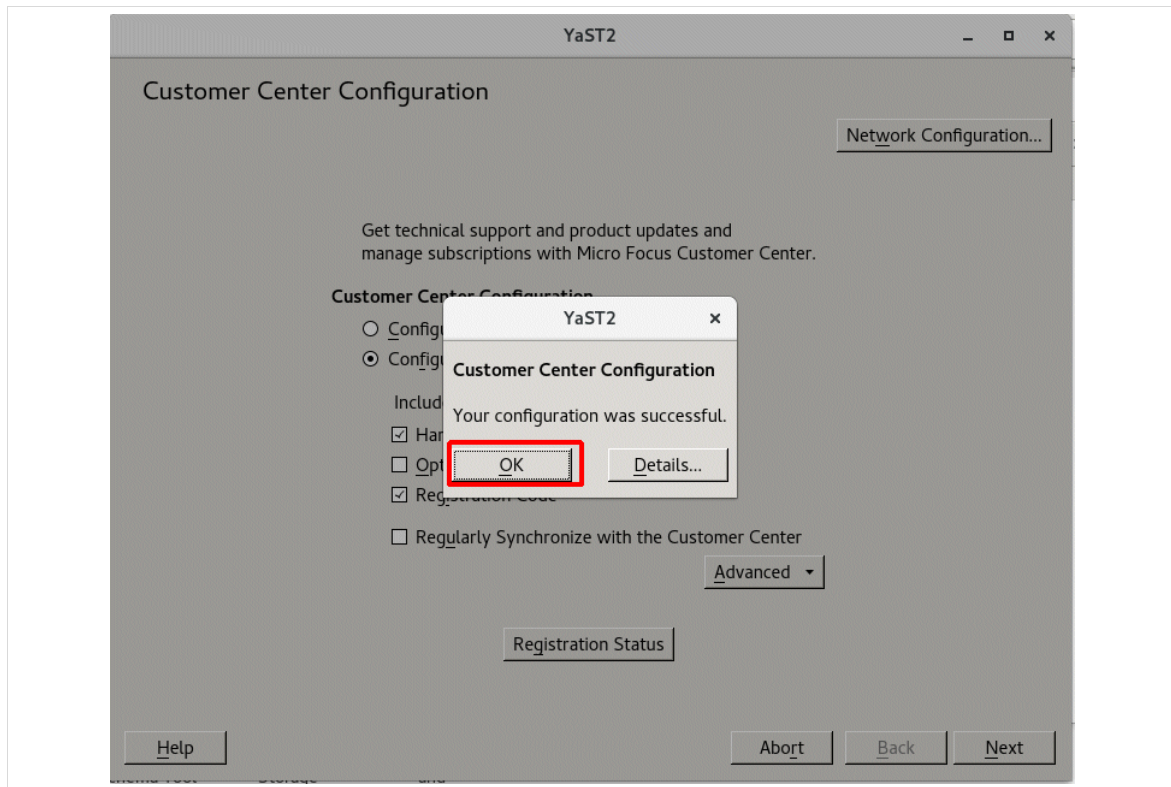 YaST2
Customer Center Configuration
Network Configuration...
Get technical support and product updates and
manage subscriptions with Micro Focus Customer Center.
Customer Center Configuration
YaST2
Customer Center Configuration
Your configuration was successful.
OK Details...
Registration Code
Regularly Synchronize with the Customer Center
Advanced
Registration Status
Help Abort Back Next